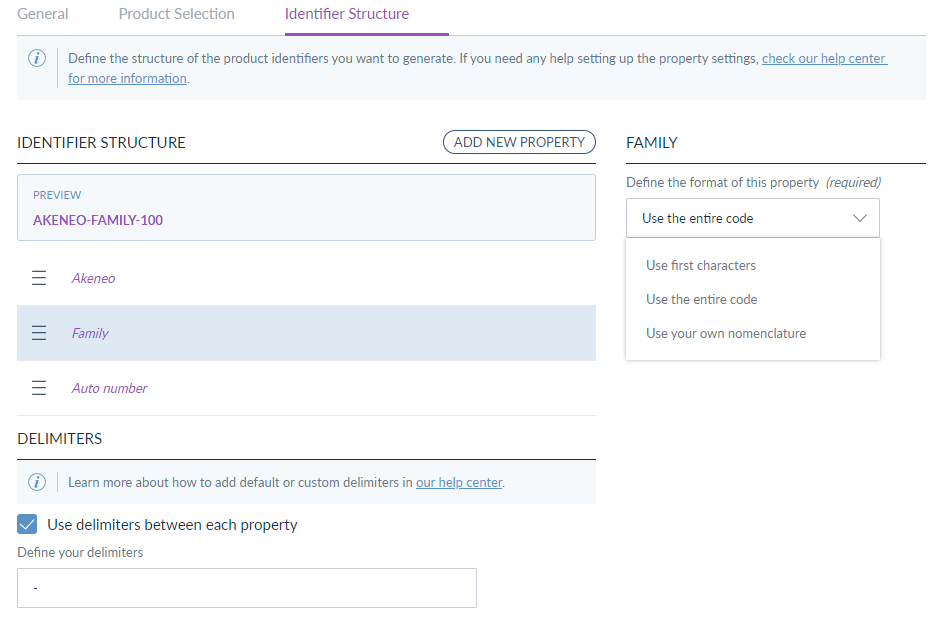 General Product Selection Identifier Structure
Define the structure of the product identifiers you want to generate. If you need any help setting up the property settings, check our help center
for more information.
IDENTIFIER STRUCTURE
ADD NEW PROPERTY
PREVIEW
AKENEO-FAMILY-100
Akeneo
Family
Auto number
DELIMITERS
Learn more about how to add default or custom delimiters in our help center.
Use delimiters between each property
Define your delimiters
-
FAMILY
Define the format of this property (required)
Use the entire code
Use first characters
Use the entire code
Use your own nomenclature